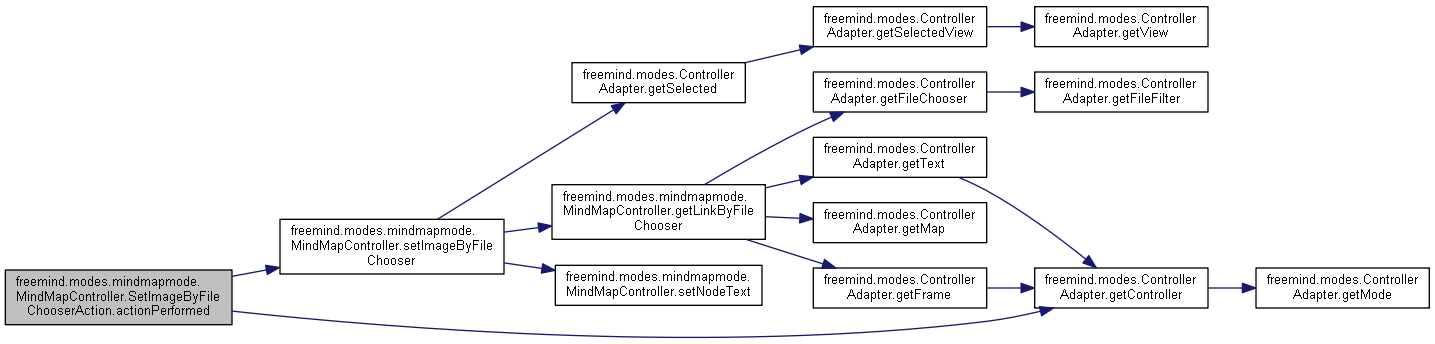 freemind.modes.mindmapmode.
MindMapController.SetImageByFile
ChooserAction.actionPerformed
freemind.modes.mindmapmode.
MindMapController.setImageByFile
Chooser
freemind.modes.Controller
Adapter.getSelected
freemind.modes.mindmapmode.
MindMapController.getLinkByFile
Chooser
freemind.modes.mindmapmode.
MindMapController.setNodeText
freemind.modes.Controller
Adapter.getSelectedView
freemind.modes.Controller
Adapter.getFileChooser
freemind.modes.Controller
Adapter.getText
freemind.modes.Controller
Adapter.getMap
freemind.modes.Controller
Adapter.getFrame
freemind.modes.Controller
Adapter.getView
freemind.modes.Controller
Adapter.getFileFilter
freemind.modes.Controller
Adapter.getController
freemind.modes.Controller
Adapter.getMode